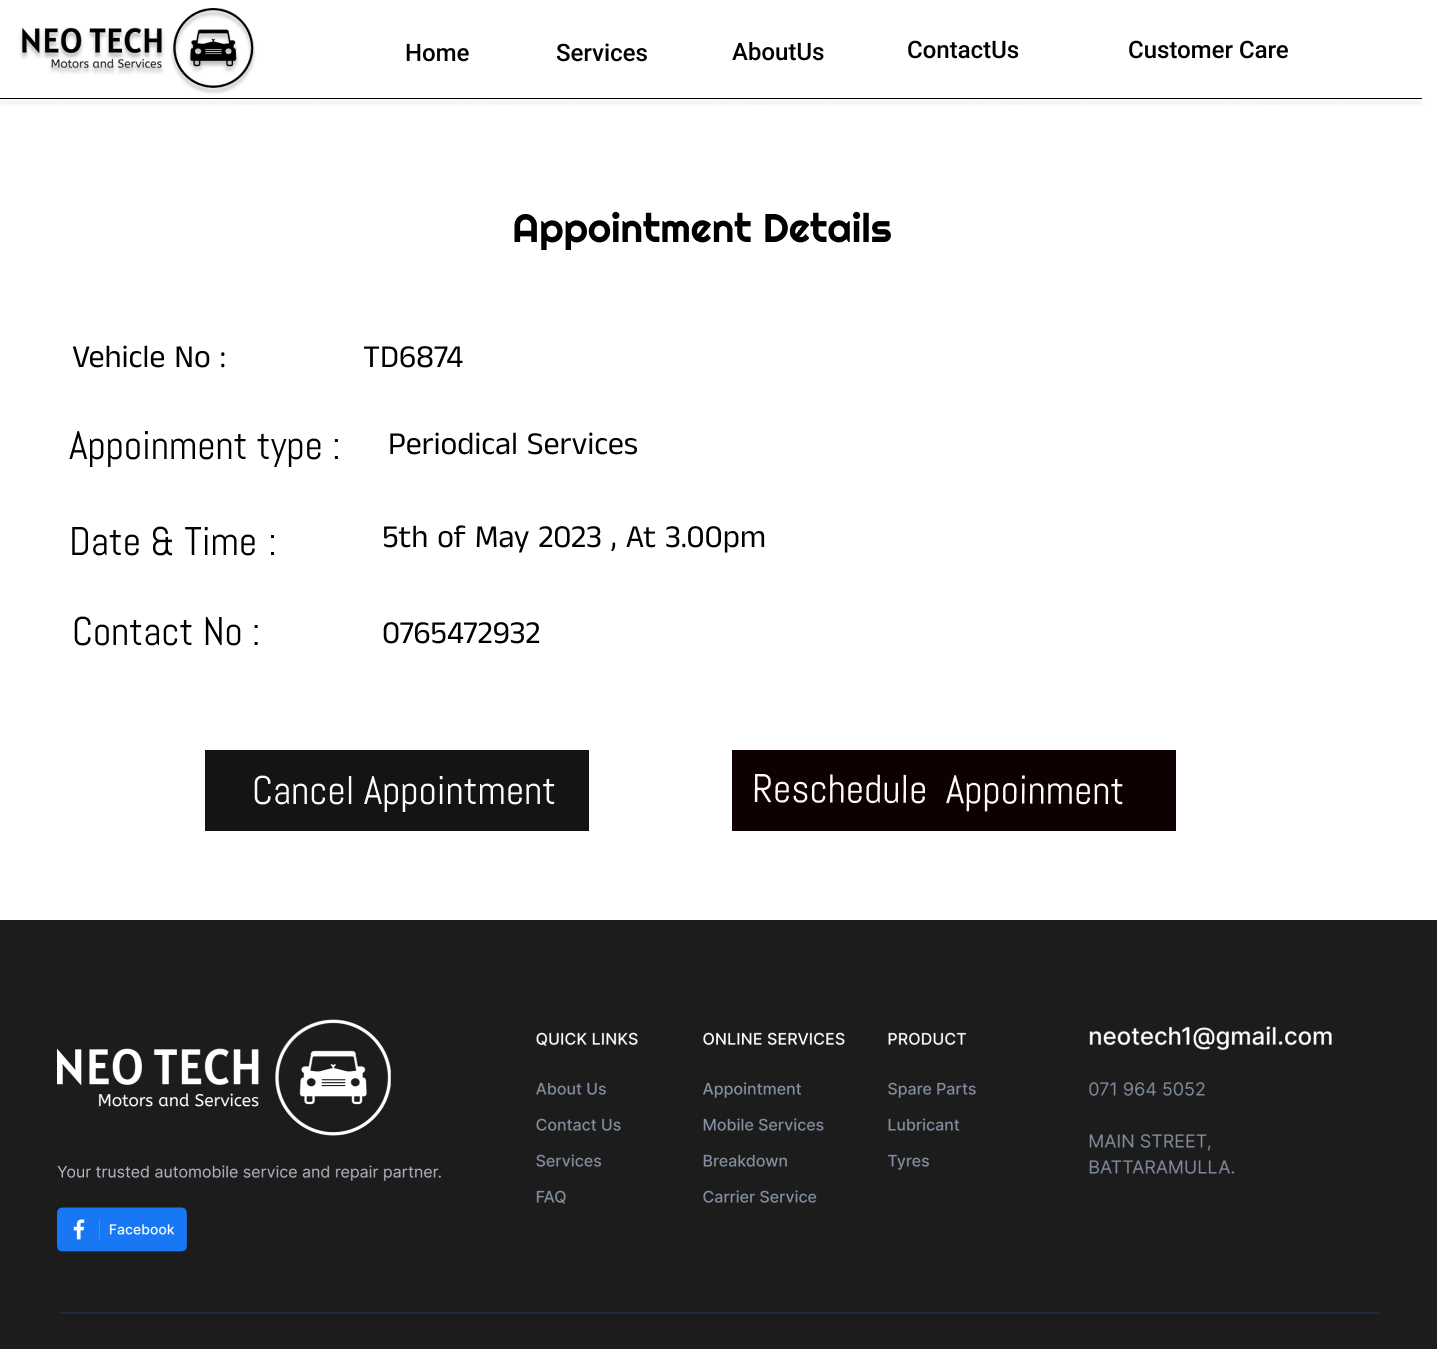 NEO TECH
Motors and Services
Home Services AboutUs ContactUs Customer Care
Appointment Details
Vehicle No : TD6874
Appoinment type : Periodical Services
Date & Time : 5th of May 2023 , At 3.00pm
Contact No : 0765472932
Cancel Appointment Reschedule Appoinment
NEO TECH
Motors and Services
Your trusted automobile service and repair partner.
Facebook
QUICK LINKS
About Us
Contact Us
Services
FAQ
ONLINE SERVICES
Appointment
Mobile Services
Breakdown
Carrier Service
PRODUCT
Spare Parts
Lubricant
Tyres
neotech1@gmail.com
071 964 5052
MAIN STREET,
BATTARAMULLA.